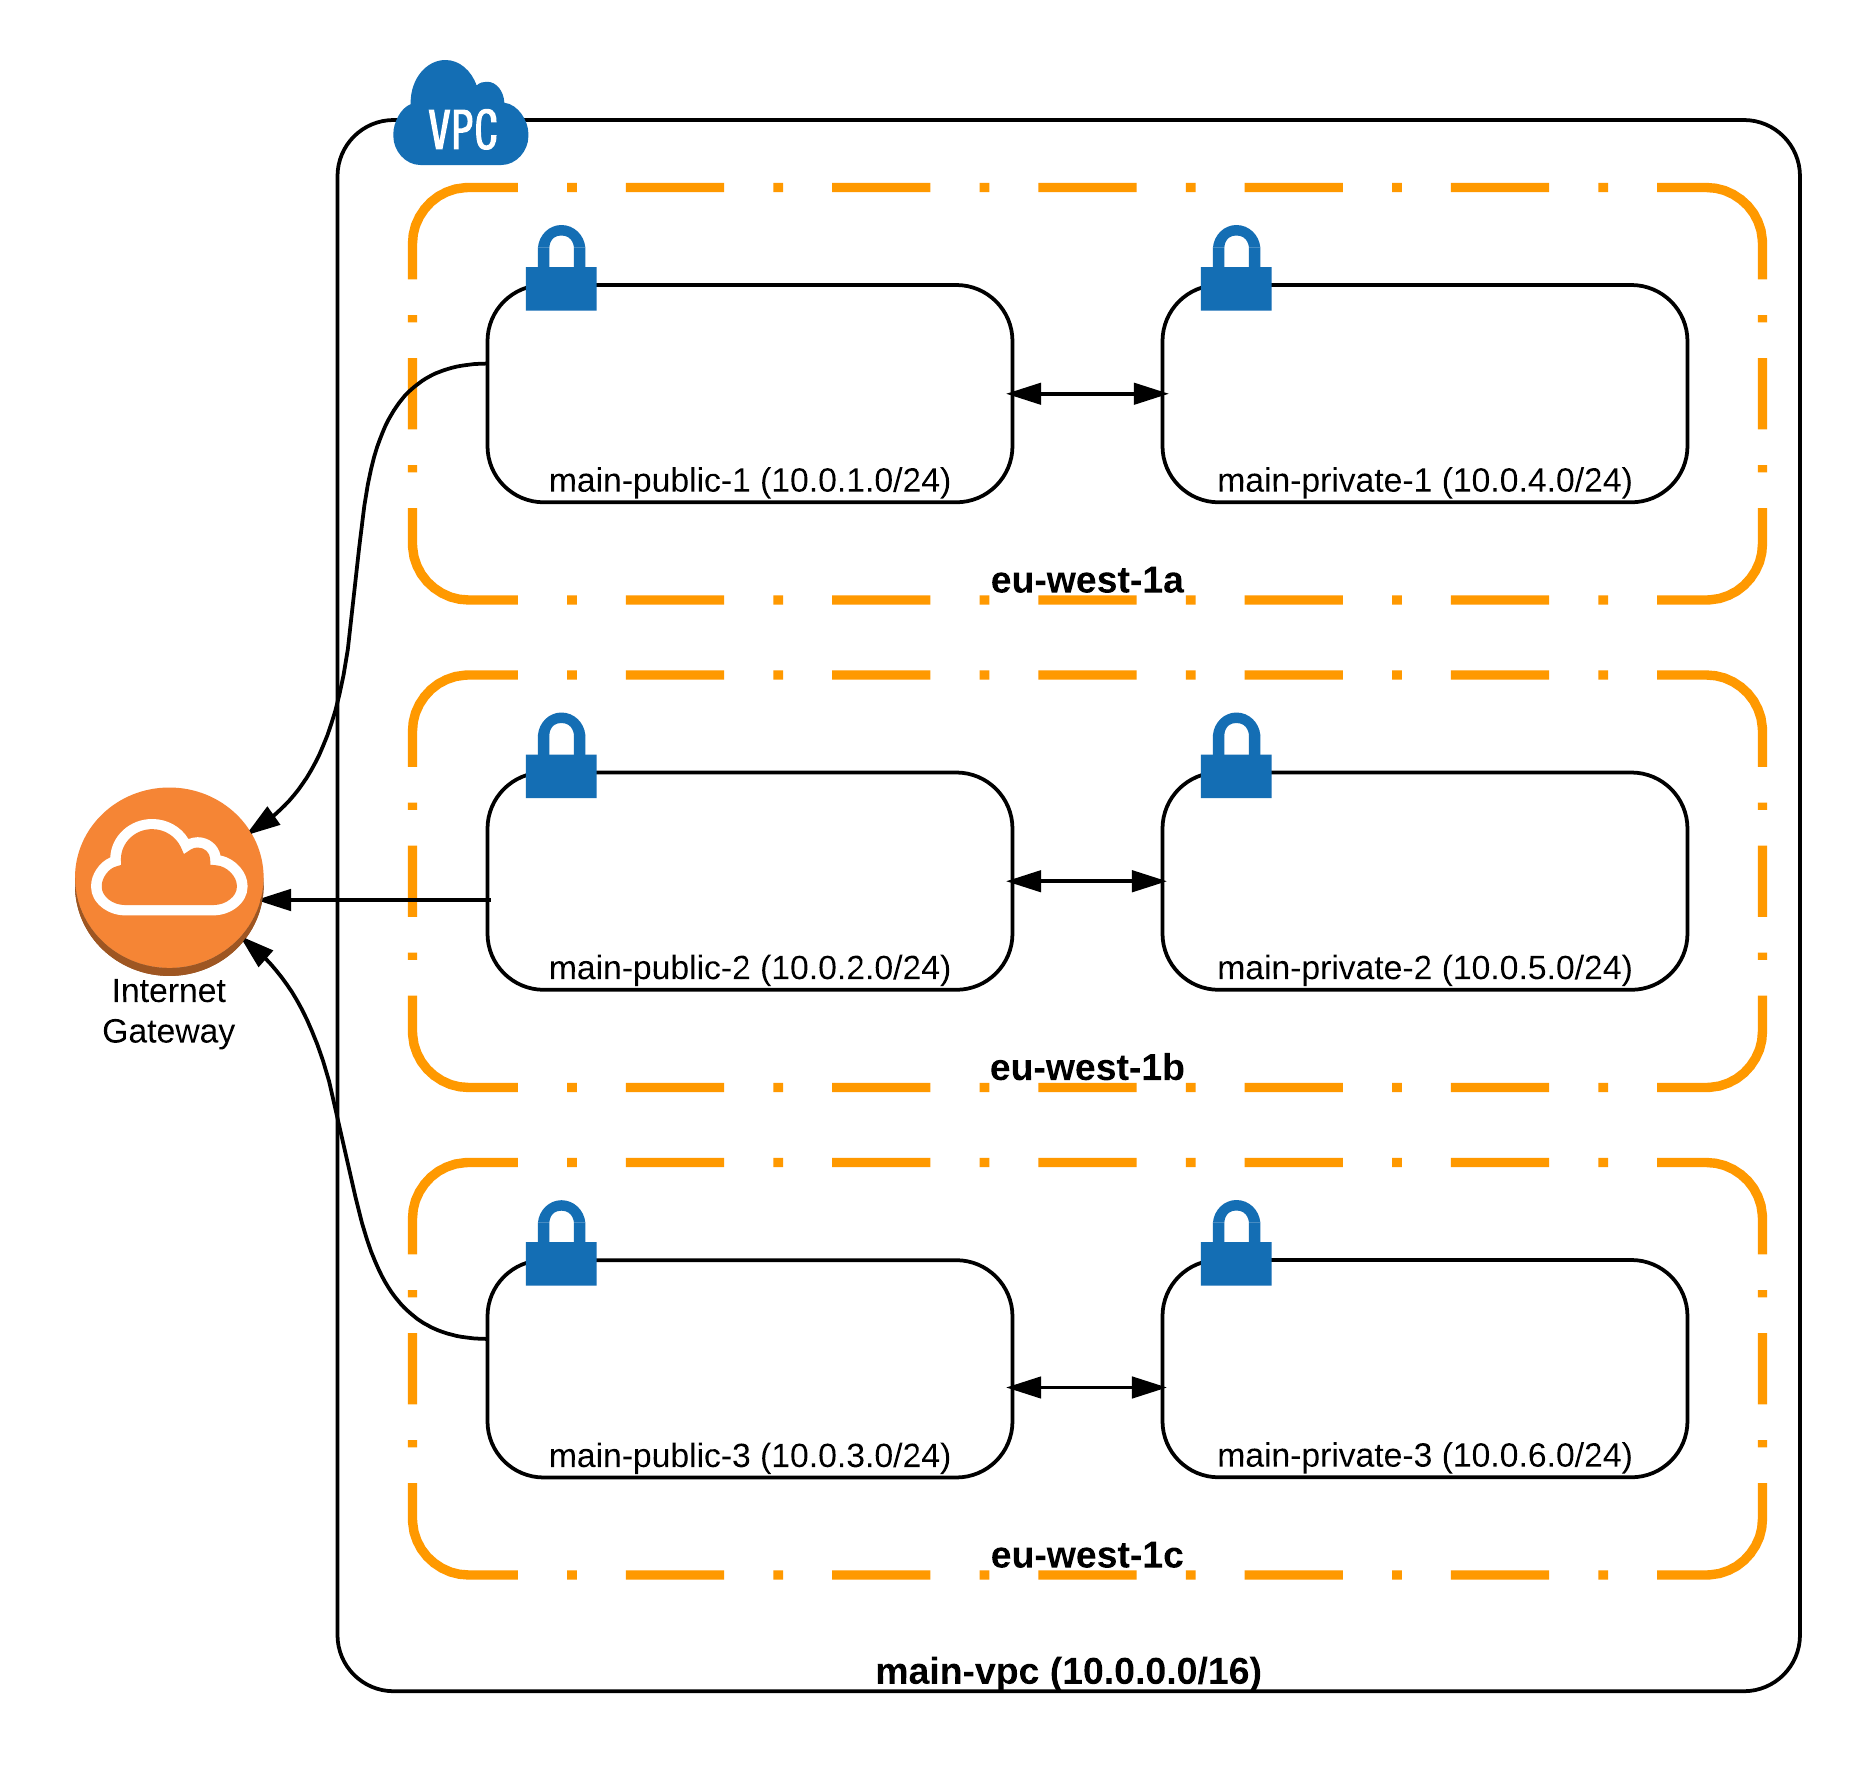 VPC
main-public-1 (10.0.1.0/24)
main-private-1 (10.0.4.0/24)
eu-west-1a
main-public-2 (10.0.2.0/24)
main-private-2 (10.0.5.0/24)
Internet
Gateway
eu-west-1b
main-public-3 (10.0.3.0/24)
main-private-3 (10.0.6.0/24)
eu-west-1c
main-vpc (10.0.0.0/16)